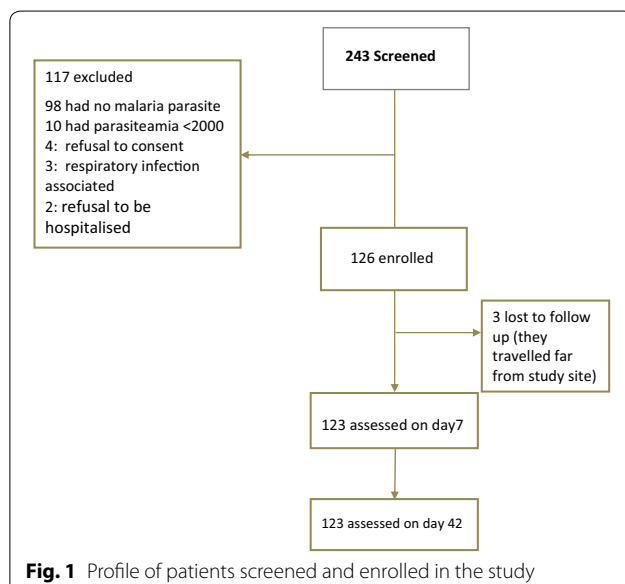 243 Screened
117 excluded
98 had no malaria parasite
10 had parasiteamia <2000
4: refusal to consent
3: respiratory infection
associated
2: refusal to be
hospitalised
126 enrolled
3 lost to follow
up (they
travelled far
from study site)
123 assessed on day7
123 assessed on day 42
Fig. 1 Profile of patients screened and enrolled in the study